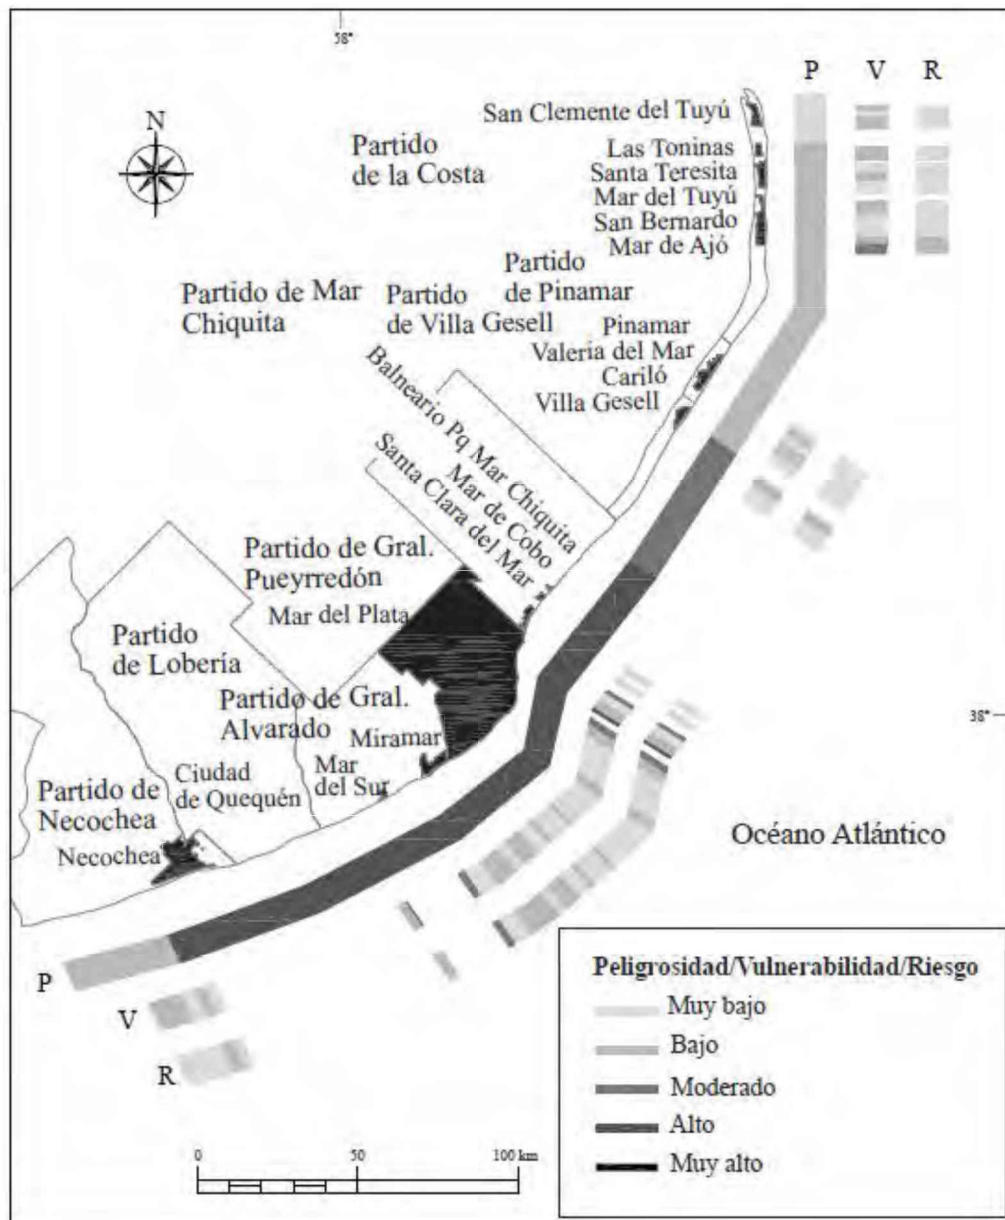 58°
P V R
N
San Clemente del Tuyú
Partido
de la Costa
Las Toninas
Santa Teresita
Mar del Tuyú
San Bernardo
Mar de Ajó
Partido
de Pinamar
Partido de Mar
Chiquita
Partido
de Villa Gesell
Pinamar
Valeria del Mar
Cariló
Villa Gesell
Balneario Pq Mar Chiquita
Mar de Cobo
Santa Clara del Mar
Partido de Gral.
Pueyrredón
Mar del Plata
Partido
de Lobería
Partido de Gral.
Alvarado
Miramar
Mar
del Sur
38°
Ciudad
de Quequén
Partido de
Necochea
Necochea
Océano Atlántico
P
V
R
Peligrosidad/Vulnerabilidad/Riesgo
Muy bajo
Bajo
Moderado
Alto
Muy alto
0 50 100 km